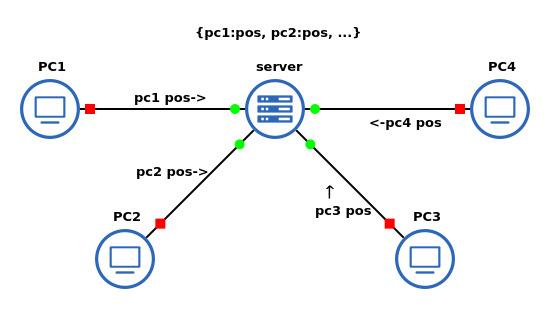 {pc1:pos, pc2:pos, ...}
PC1
server
PC4
pc1 pos->
<-pc4 pos
pc2 pos->
↑
pc3 pos
PC2
PC3